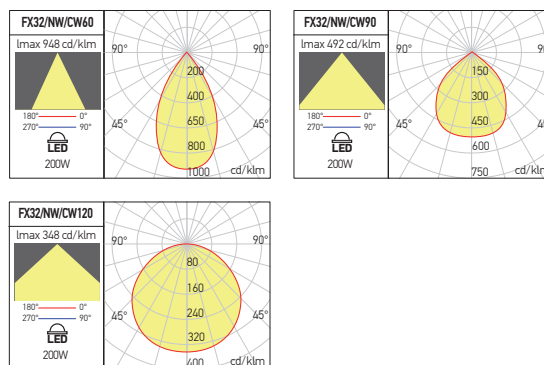 FX32/NW/CW60
Imax 948 cd/klm
180° 0°
270° 90°
LED
200W
90° 90°
200
400
45° 650 45°
800
1000 cd/klm
FX32/NW/CW90
Imax 492 cd/klm
180° 0°
270° 90°
LED
200W
90° 90°
150
300
45° 450 45°
600
750 cd/klm
FX32/NW/CW120
Imax 348 cd/klm
180° 0°
270° 90°
LED
200W
90° 90°
80
160
45° 240 45°
320
400 cd/klm